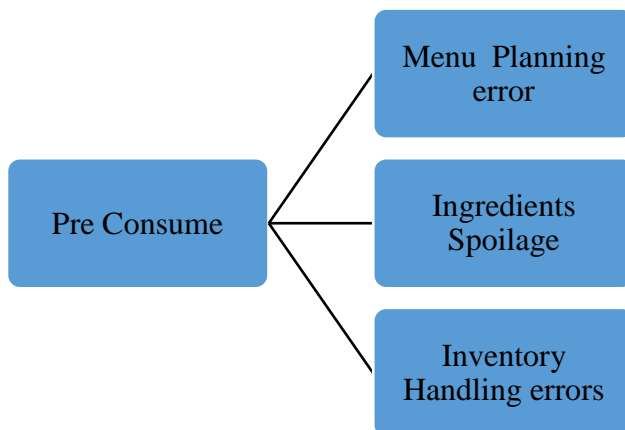 Menu Planning
error
Pre Consume
Ingredients
Spoilage
Inventory
Handling errors